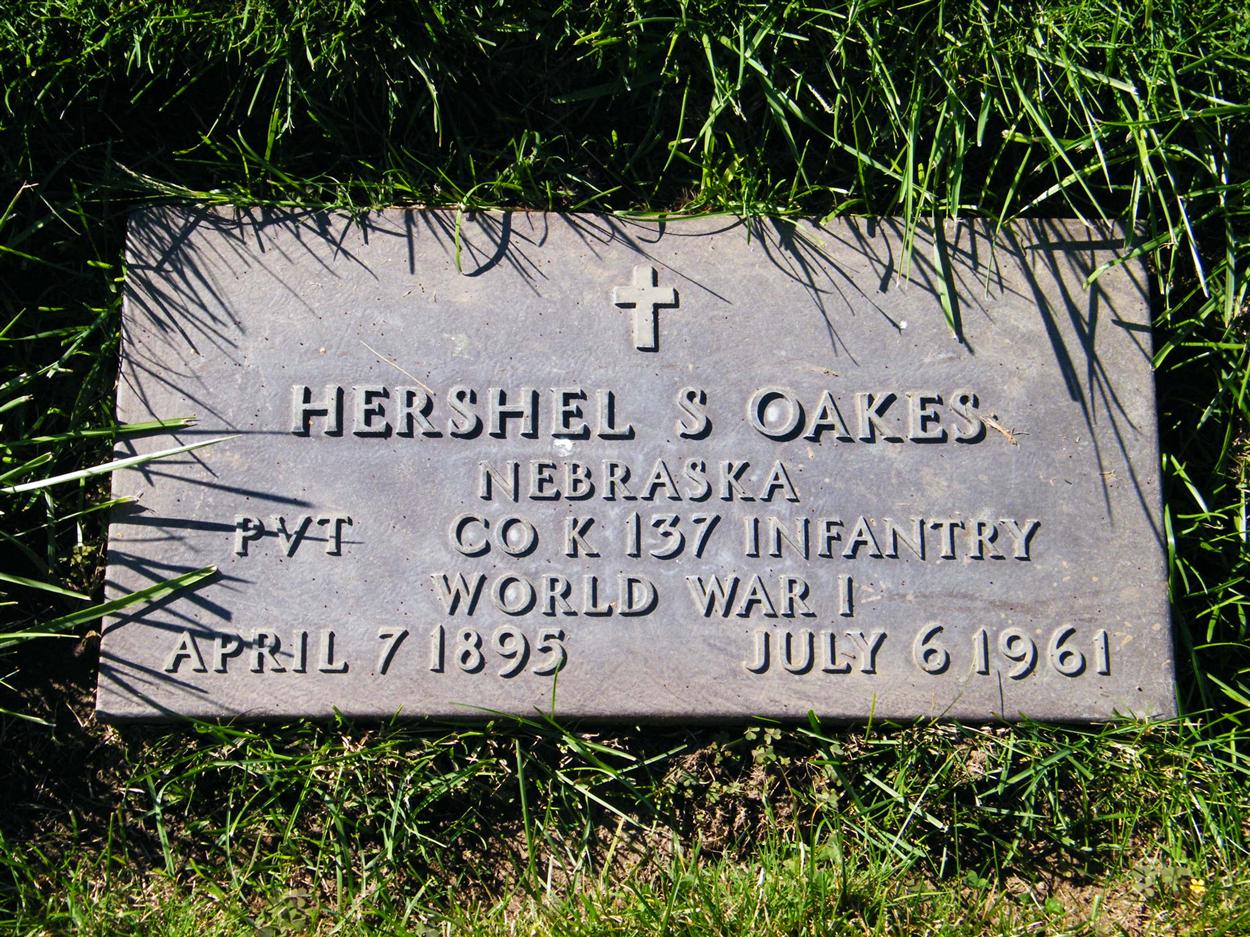 HERSHEL S OAKES
NEBRASKA
PVT CO K 137 INFANTRY
WORLD WAR I
APRIL 7 1895 JULY 6 1961